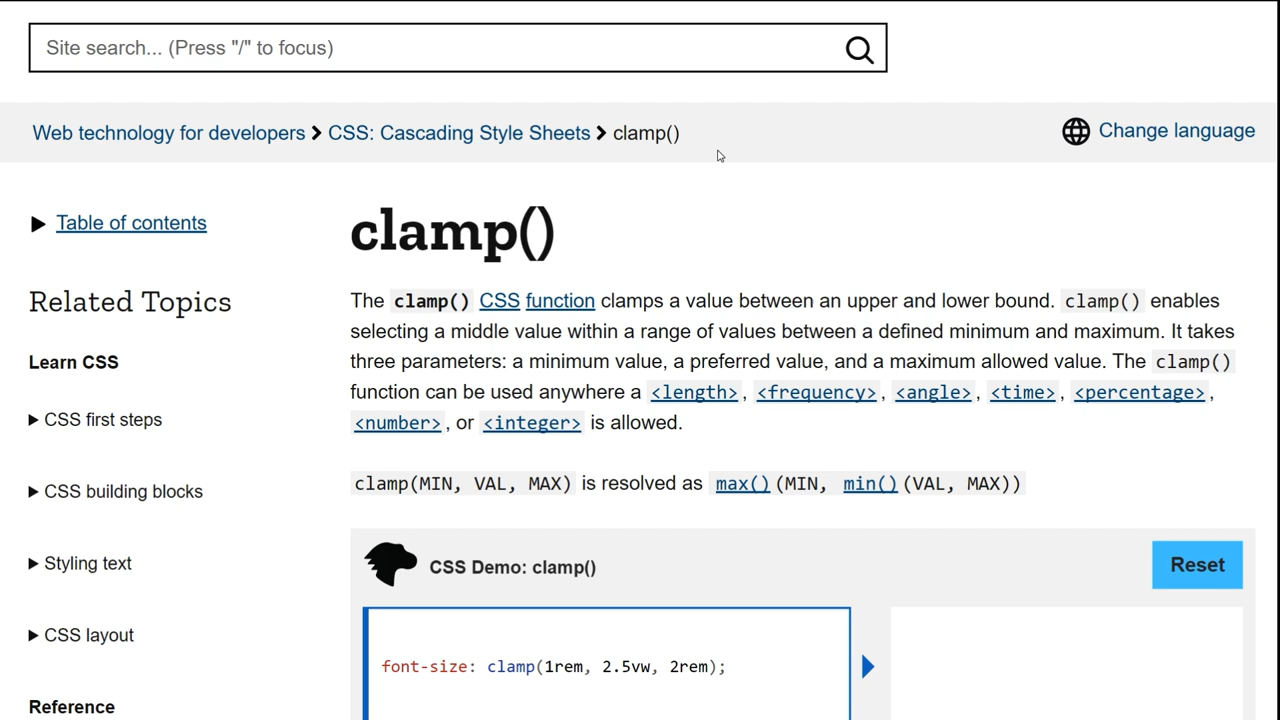 Site search... (Press "/" to focus)
Web technology for developers > CSS: Cascading Style Sheets > clamp()
Change language
Table of contents
Related Topics
Learn CSS
CSS first steps
CSS building blocks
Styling text
CSS layout
Reference
clamp()
The clamp() CSS function clamps a value between an upper and lower bound. clamp() enables
selecting a middle value within a range of values between a defined minimum and maximum. It takes
three parameters: a minimum value, a preferred value, and a maximum allowed value. The clamp()
function can be used anywhere a <length>, <frequency>, <angle>, <time>, <percentage>,
<number>, or <integer> is allowed.
clamp(MIN, VAL, MAX) is resolved as max()(MIN, min()(VAL, MAX))
CSS Demo: clamp()
Reset
font-size: clamp(1rem, 2.5vw, 2rem);